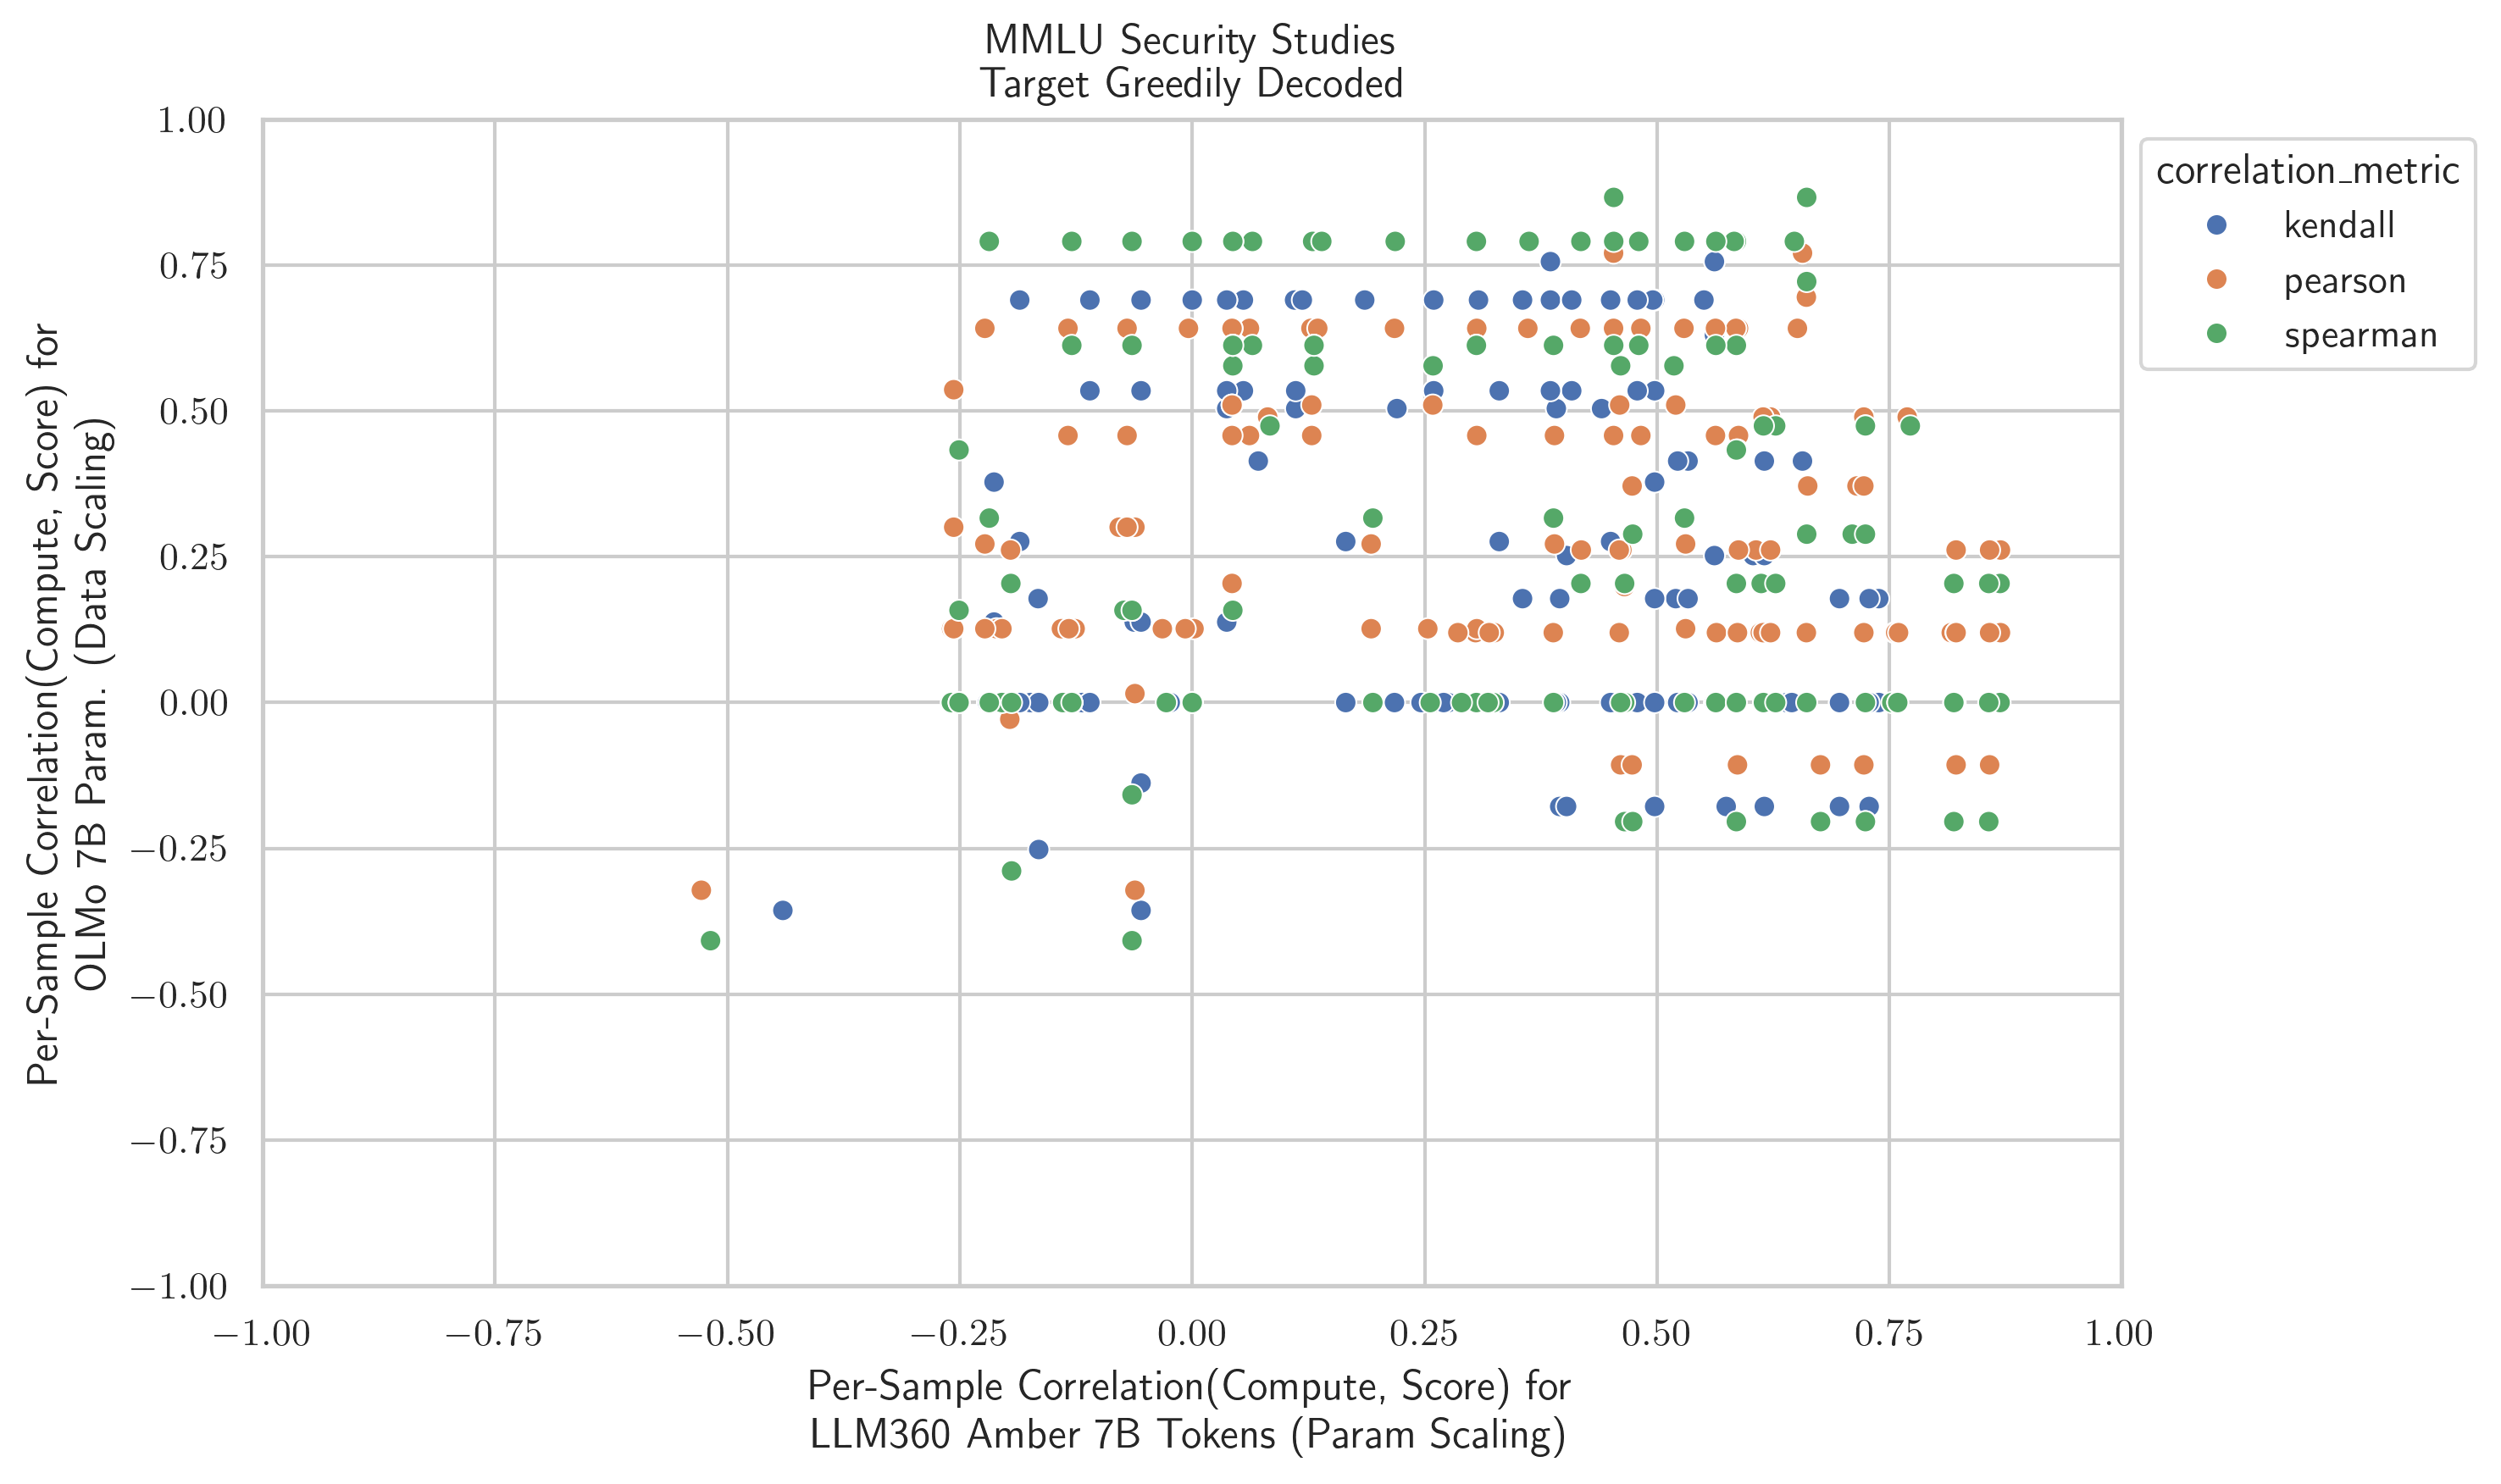 MMLU Security Studies
Target Greedily Decoded
Per-Sample Correlation(Compute, Score) for
OLMo 7B Param. (Data Scaling)
1.00
0.75
0.50
0.25
0.00
−0.25
−0.50
−0.75
−1.00
−1.00 −0.75 −0.50 −0.25 0.00 0.25 0.50 0.75 1.00
Per-Sample Correlation(Compute, Score) for
LLM360 Amber 7B Tokens (Param Scaling)
correlation_metric
kendall
pearson
spearman